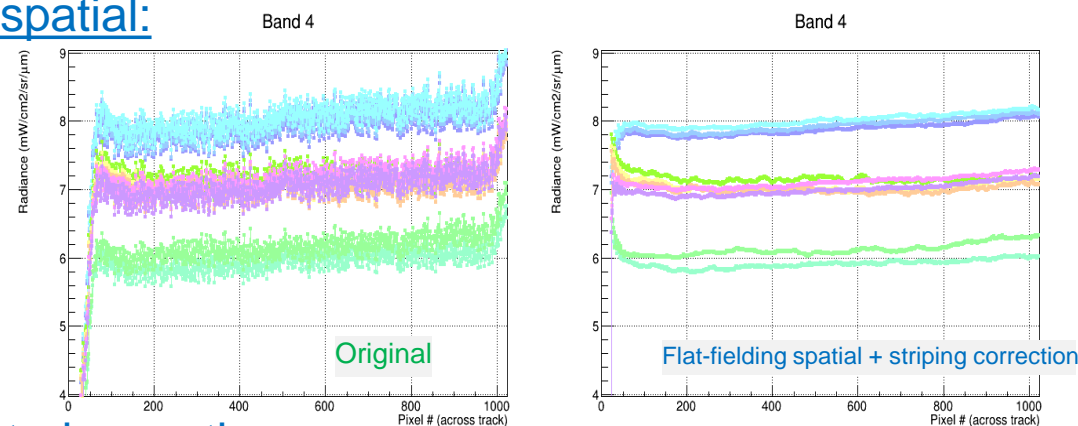 spatial:
Band 4
Radiance (mW/cm2/sr/μm)
9
8
7
6
5
4
0 200 400 600 800 1000
Pixel # (across track)
Original
Band 4
Radiance (mW/cm2/sr/μm)
9
8
7
6
5
4
0 200 400 600 800 1000
Pixel # (across track)
Flat-fielding spatial + striping correction